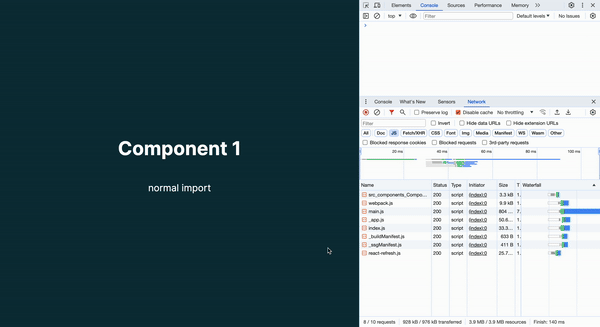 Component 1
normal import
Elements Console Sources Performance Memory
top Filter Default levels No Issues
Console What's New Sensors Network
Preserve log Disable cache No throttling
Filter Invert Hide data URLs Hide extension URLs
All Doc JS Fetch/XHR CSS Font Img Media Manifest WS Wasm Other
Blocked response cookies Blocked requests 3rd-party requests
20 ms 40 ms 60 ms 80 ms 100 ms
Name Status Type Initiator Size T Waterfall
src_components_Compo... 200 script (index):0 3.3 kB 1.
webpack.js 200 script (index):0 9.9 kB 1.
main.js 200 script (index):0 804 ... 7.
_app.js 200 script (index):0 50.6... 1.
index.js 200 script (index):0 33.3... 1.
_buildManifest.js 200 script (index):0 633 B 1.
_ssgManifest.js 200 script (index):0 411 B 1.
react-refresh.js 200 script (index):0 25.7... 1.
8 / 10 requests 928 kB / 976 kB transferred 3.9 MB / 3.9 MB resources Finish: 140 ms